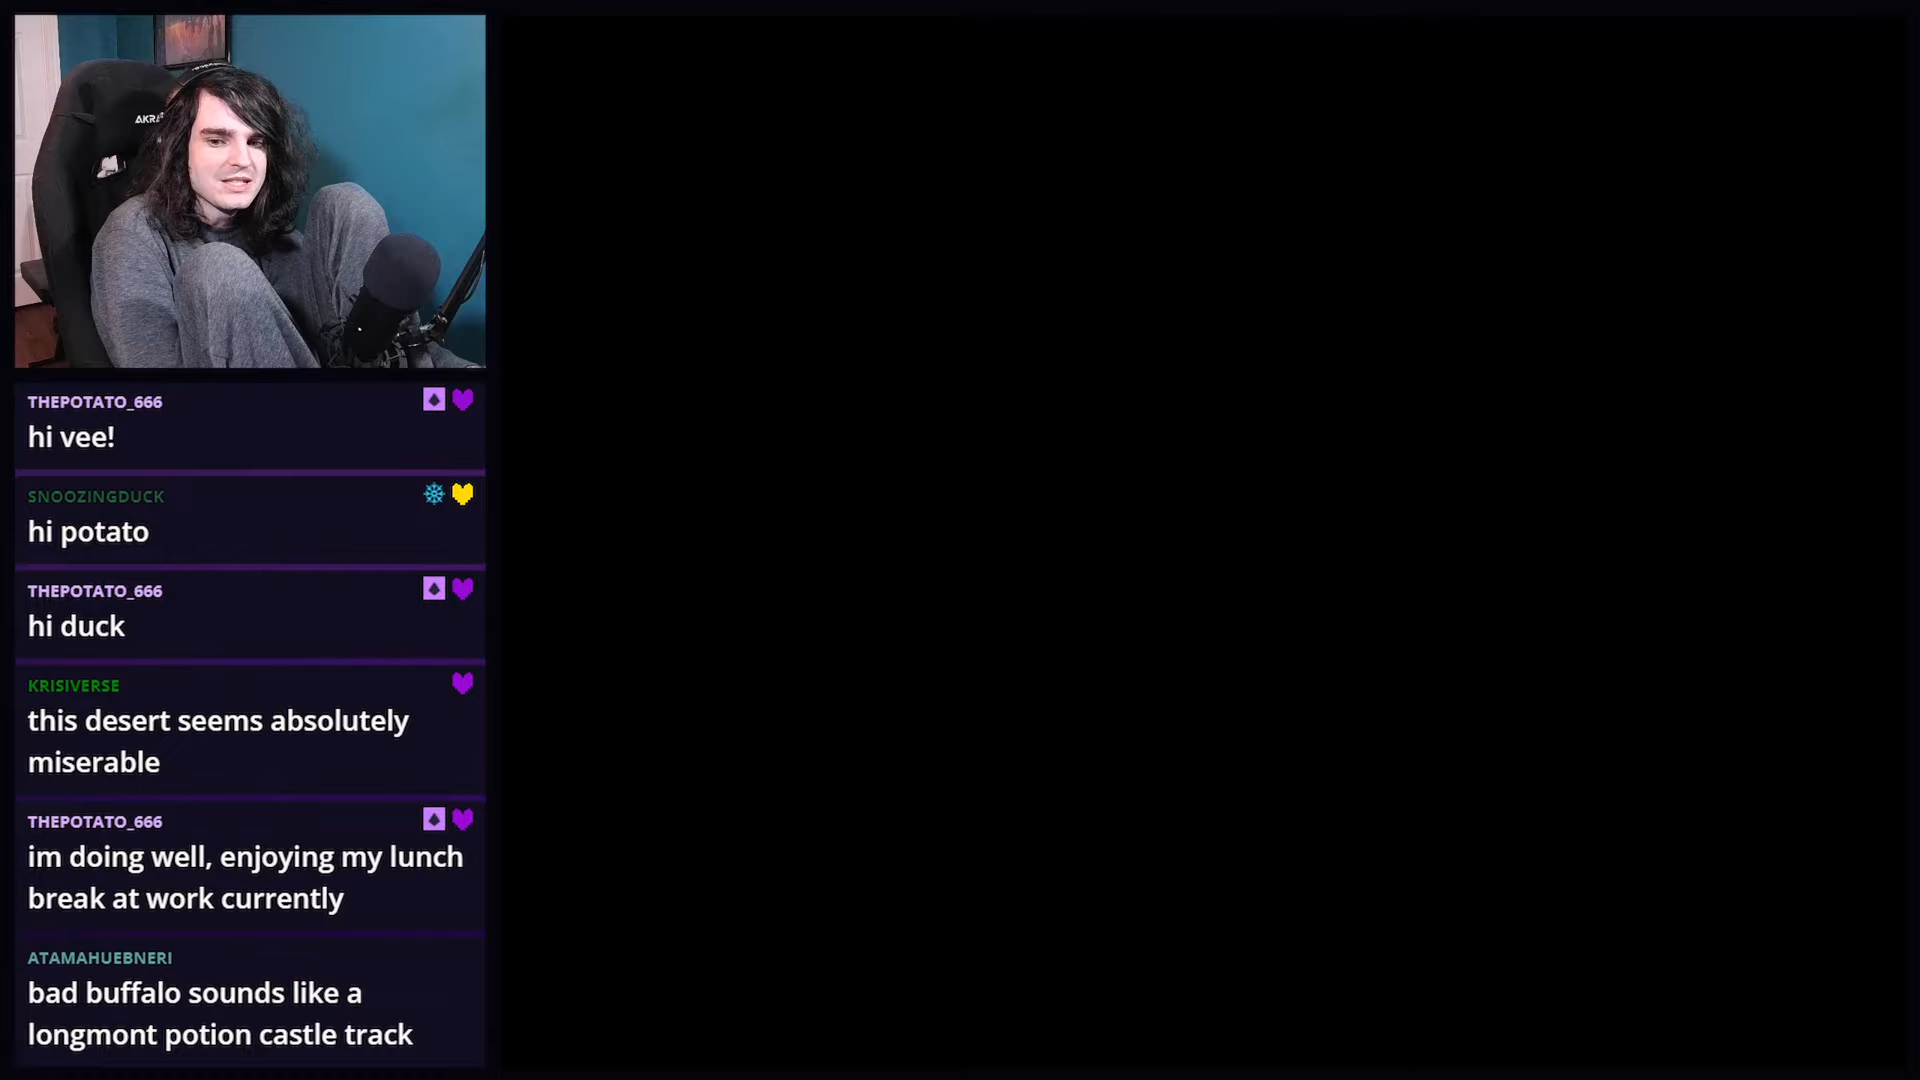 AKRA
THEPOTATO_666
hi vee!
SNOOZINGDUCK
hi potato
THEPOTATO_666
hi duck
KRISIVERSE
this desert seems absolutely
miserable
THEPOTATO_666
im doing well, enjoying my lunch
break at work currently
ATAMAHUEBNERI
bad buffalo sounds like a
longmont potion castle track